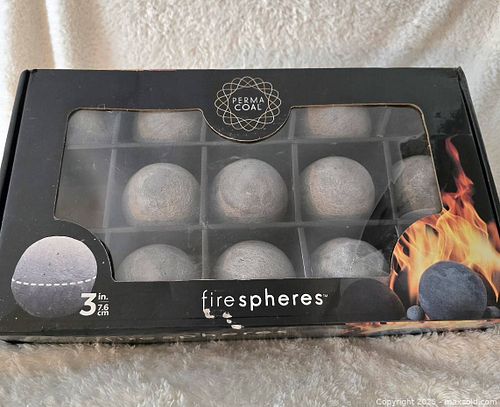 PERMA
COAL
3 in.
7.6 cm
firespheres™
Copyright 2025 - maxsold.com